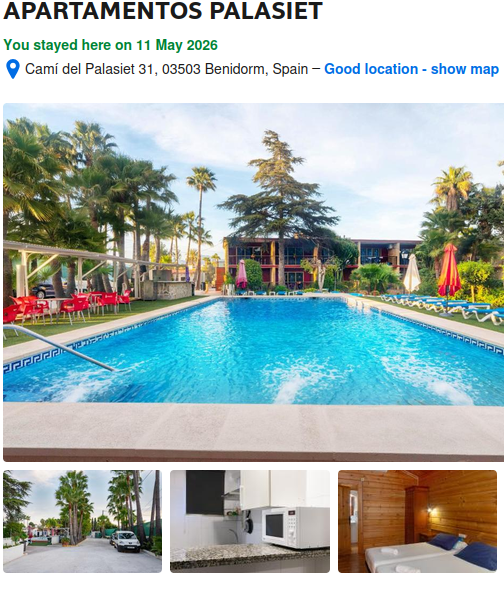 APARTAMENTOS PALASIET
You stayed here on 11 May 2026
Camí del Palasiet 31, 03503 Benidorm, Spain – Good location - show map